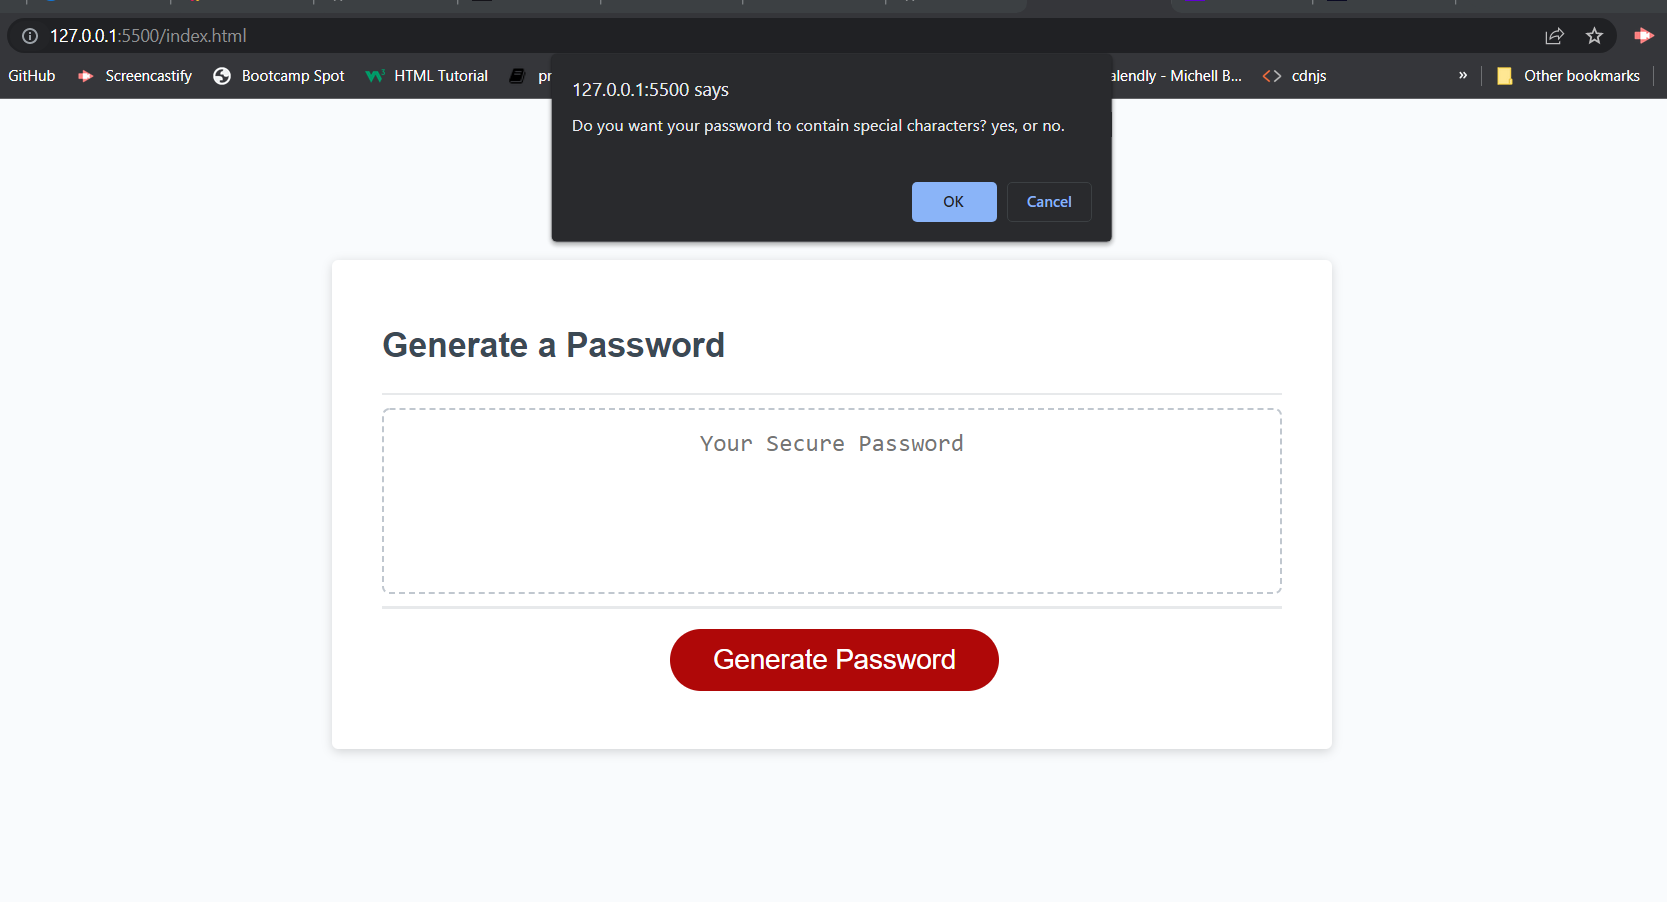 127.0.0.1:5500/index.html
GitHub Screencastify Bootcamp Spot HTML Tutorial alendly - Michell B... cdnjs » Other bookmarks
127.0.0.1:5500 says
Do you want your password to contain special characters? yes, or no.
OK Cancel
Generate a Password
Your Secure Password
Generate Password